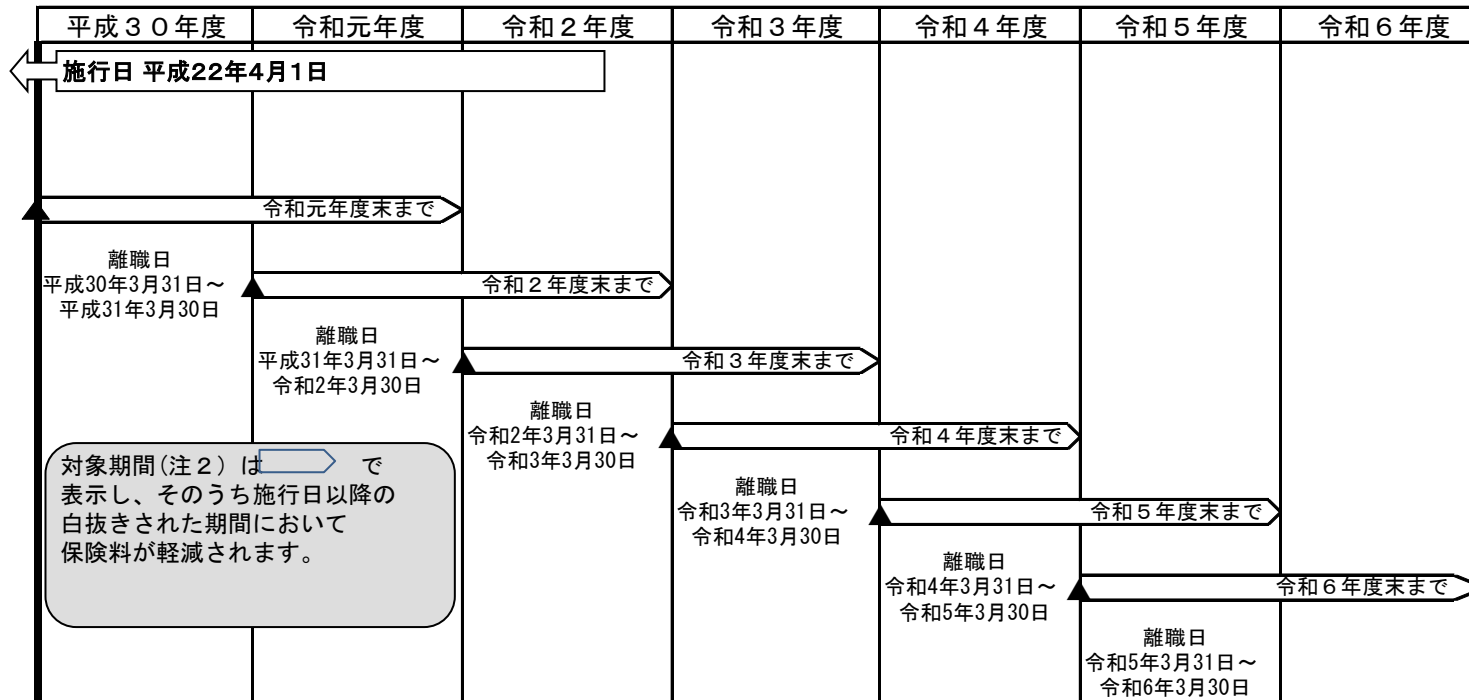 平成３０年度 令和元年度 令和２年度 令和３年度 令和４年度 令和５年度 令和６年度
施行日 平成22年4月1日
令和元年度末まで
離職日
平成30年3月31日～
平成31年3月30日
令和２年度末まで
離職日
平成31年3月31日～
令和2年3月30日
令和３年度末まで
離職日
令和2年3月31日～
令和3年3月30日
令和４年度末まで
離職日
令和3年3月31日～
令和4年3月30日
令和５年度末まで
離職日
令和4年3月31日～
令和5年3月30日
令和６年度末まで
離職日
令和5年3月31日～
令和6年3月30日
対象期間(注２）は で
表示し、そのうち施行日以降の
白抜きされた期間において
保険料が軽減されます。